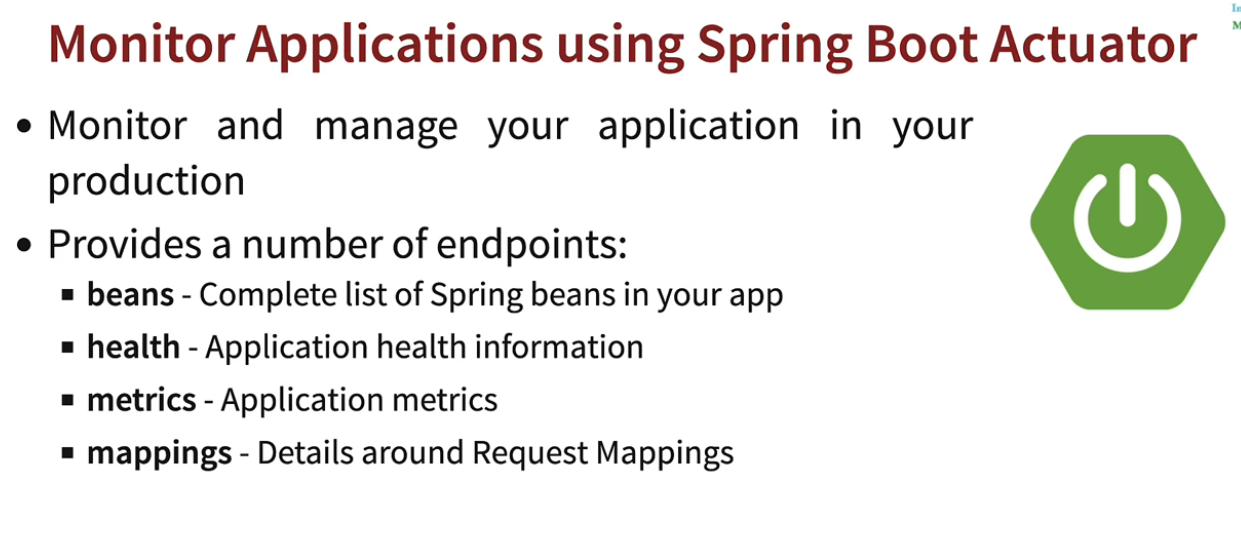 Monitor Applications using Spring Boot Actuator
• Monitor and manage your application in your
production
• Provides a number of endpoints:
▪ beans - Complete list of Spring beans in your app
▪ health - Application health information
▪ metrics - Application metrics
▪ mappings - Details around Request Mappings